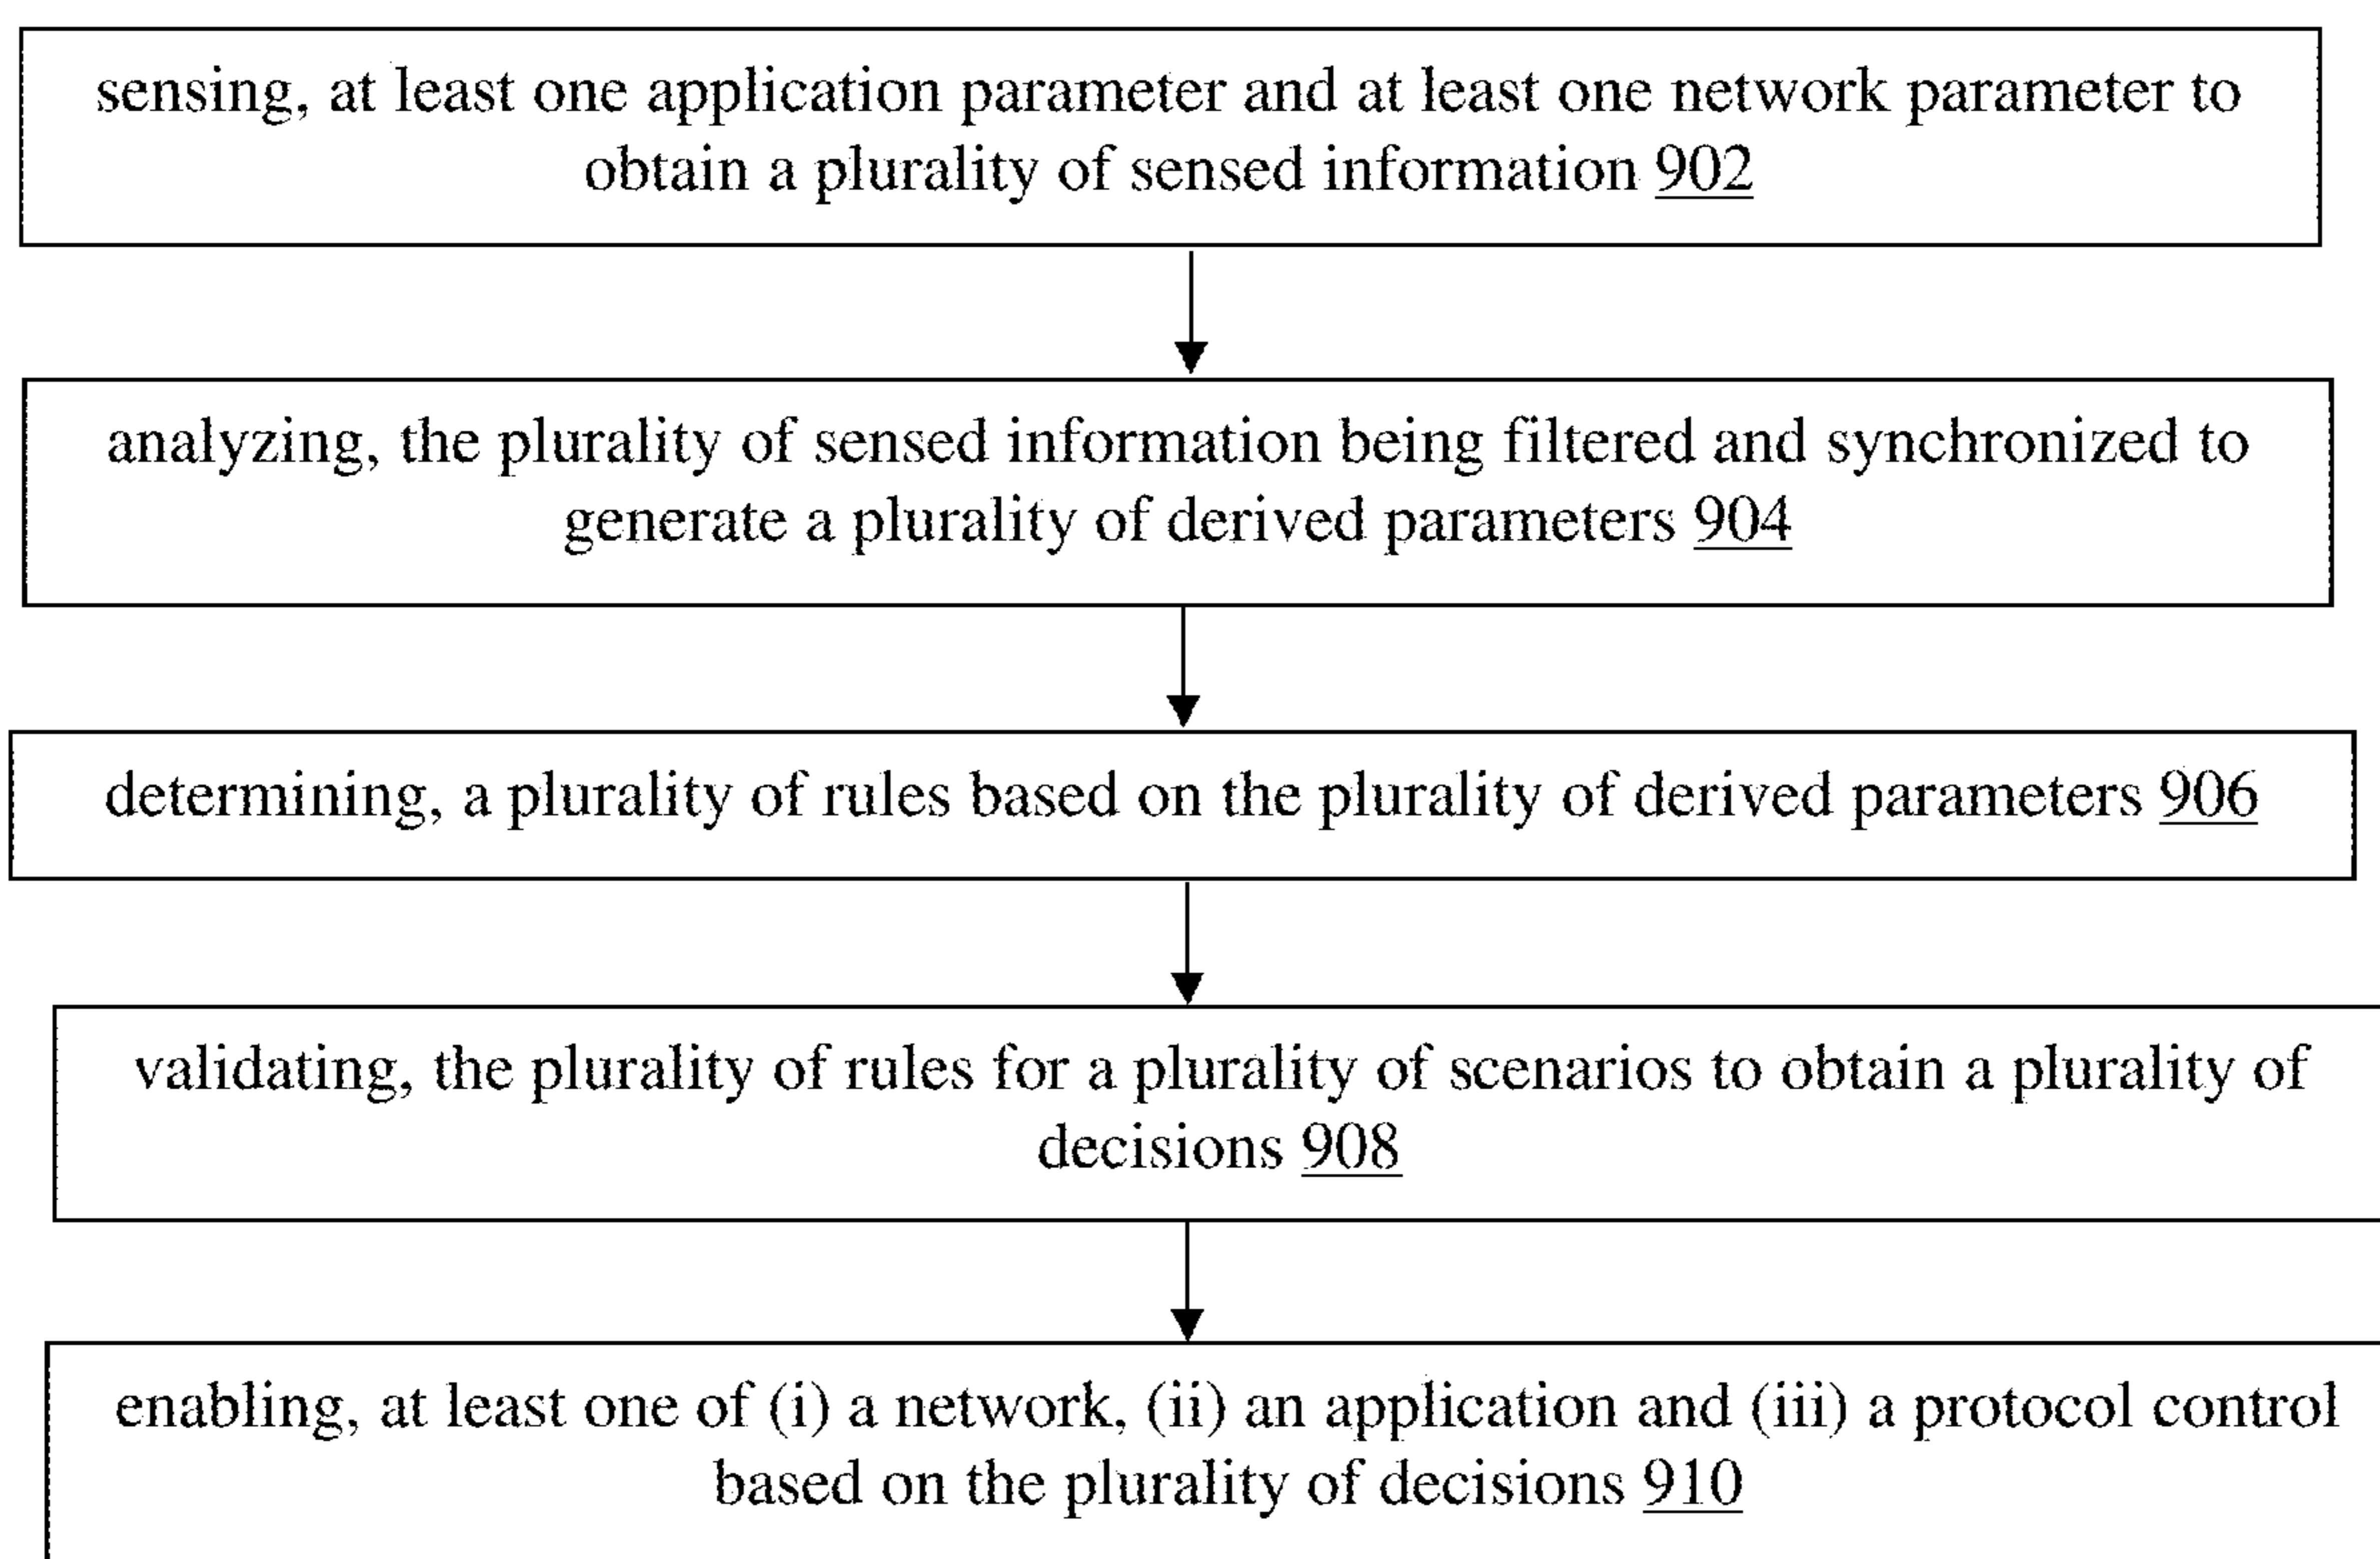 sensing, at least one application parameter and at least one network parameter to
obtain a plurality of sensed information 902
analyzing, the plurality of sensed information being filtered and synchronized to
generate a plurality of derived parameters 904
determining, a plurality of rules based on the plurality of derived parameters 906
validating, the plurality of rules for a plurality of scenarios to obtain a plurality of
decisions 908
enabling, at least one of (i) a network, (ii) an application and (iii) a protocol control
based on the plurality of decisions 910